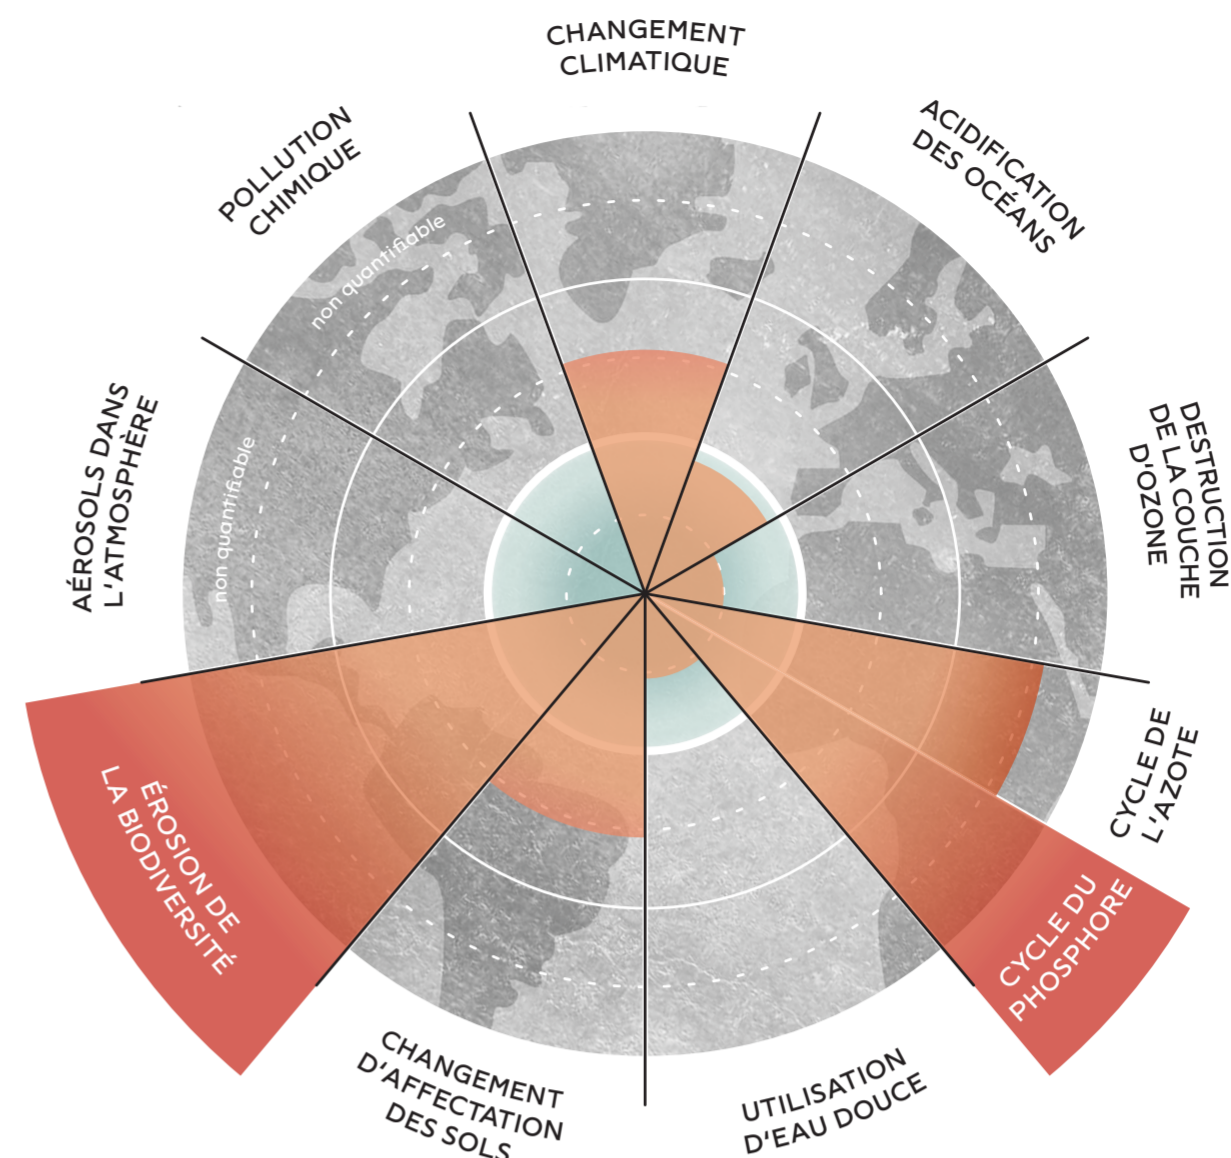 CHANGEMENT
CLIMATIQUE
ACIDIFICATION
DES OCÉANS
DESTRUCTION
DE LA COUCHE
D'OZONE
CYCLE DE
L'AZOTE
CYCLE DU
PHOSPHORE
UTILISATION
D'EAU DOUCE
CHANGEMENT
D'AFFECTATION
DES SOLS
ÉROSION DE
LA BIODIVERSITÉ
AÉROSOLS DANS
L'ATMOSPHÈRE
non quantifiable
POLLUTION
CHIMIQUE
non quantifiable